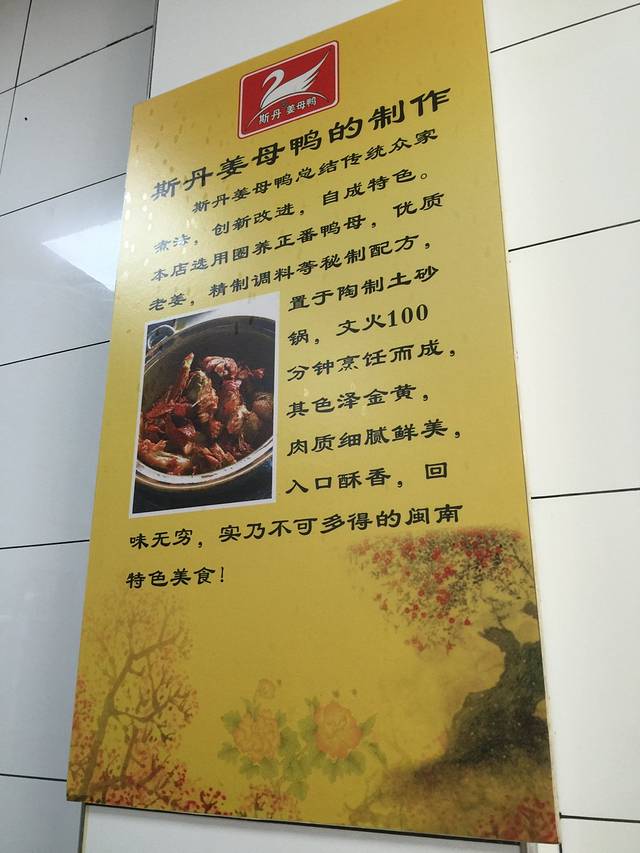 斯丹 姜母鸭
斯丹姜母鸭的制作
斯丹姜母鸭总结传统众家
煮法，创新改进，自成特色。
本店选用圈养正番鸭母，优质
老姜，精制调料等秘制配方，
置于陶制土砂
锅，文火100
分钟烹饪而成，
其色泽金黄，
肉质细腻鲜美，
入口酥香，回
味无穷，实乃不可多得的闽南
特色美食！